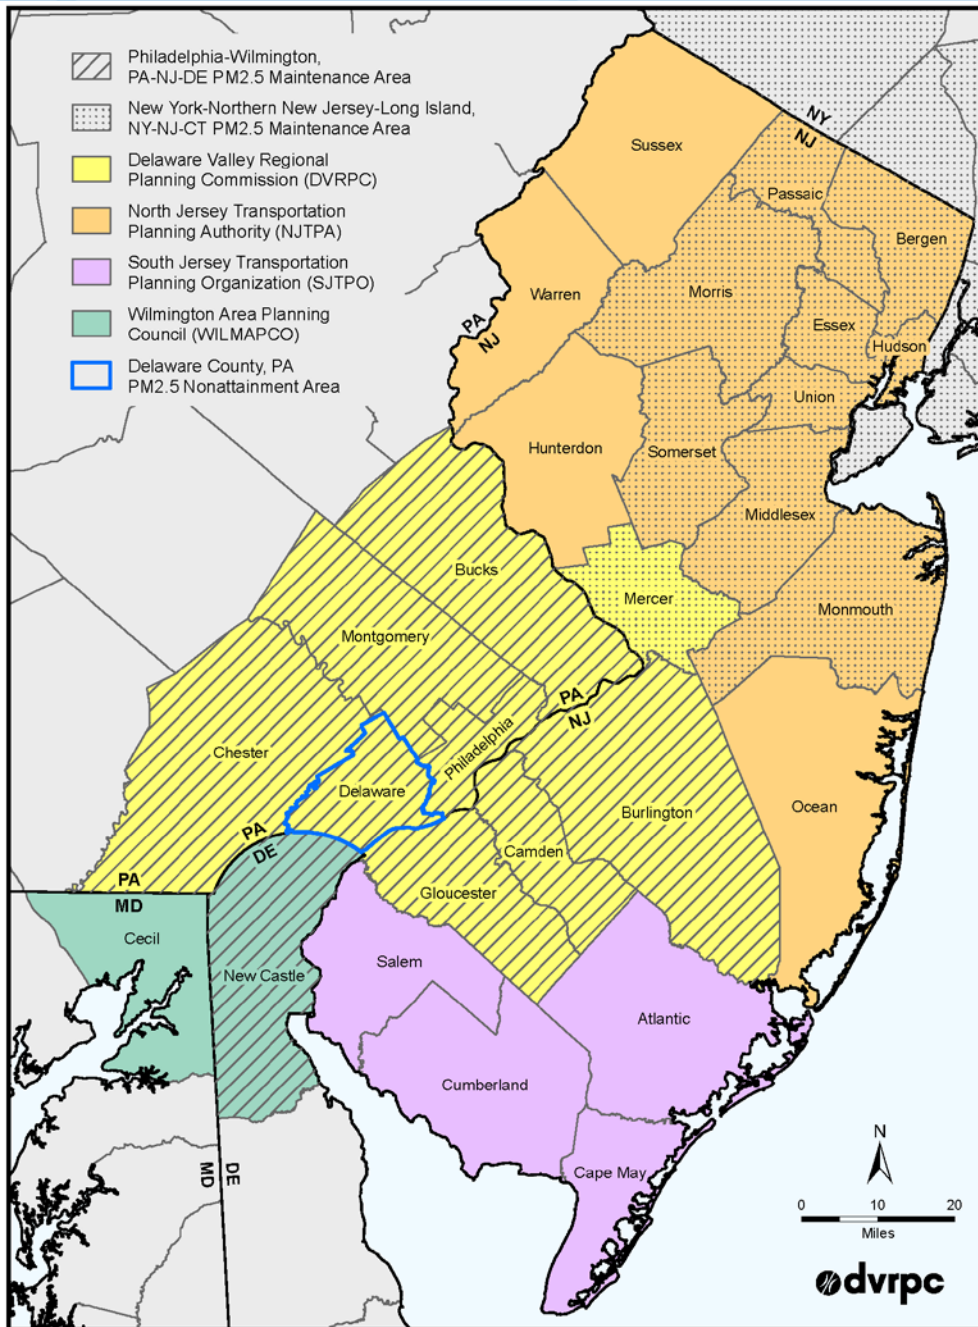 Philadelphia-Wilmington,
PA-NJ-DE PM2.5 Maintenance Area
New York-Northern New Jersey-Long Island,
NY-NJ-CT PM2.5 Maintenance Area
Delaware Valley Regional
Planning Commission (DVRPC)
North Jersey Transportation
Planning Authority (NJTPA)
South Jersey Transportation
Planning Organization (SJTPO)
Wilmington Area Planning
Council (WILMAPCO)
Delaware County, PA
PM2.5 Nonattainment Area
NY
NJ
Sussex
Passaic
Bergen
Warren
Morris
PA
NJ
Essex
Hudson
Union
Hunterdon
Somerset
Middlesex
Bucks
Mercer
Monmouth
Montgomery
PA
NJ
Philadelphia
Chester
Delaware
Ocean
Burlington
PA
DE
Camden
PA
MD
Gloucester
Cecil
New Castle
Salem
Atlantic
Cumberland
Cape May
MD
DE
N
0 10 20
Miles
dvrpc